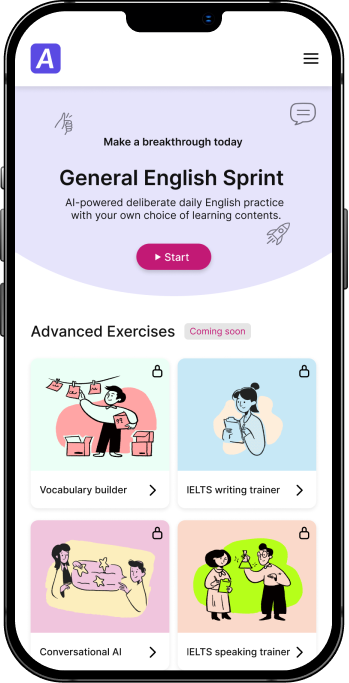 A
Make a breakthrough today
General English Sprint
AI-powered deliberate daily English practice
with your own choice of learning contents.
Start
Advanced Exercises Coming soon
Vocabulary builder
IELTS writing trainer
Conversational AI
IELTS speaking trainer